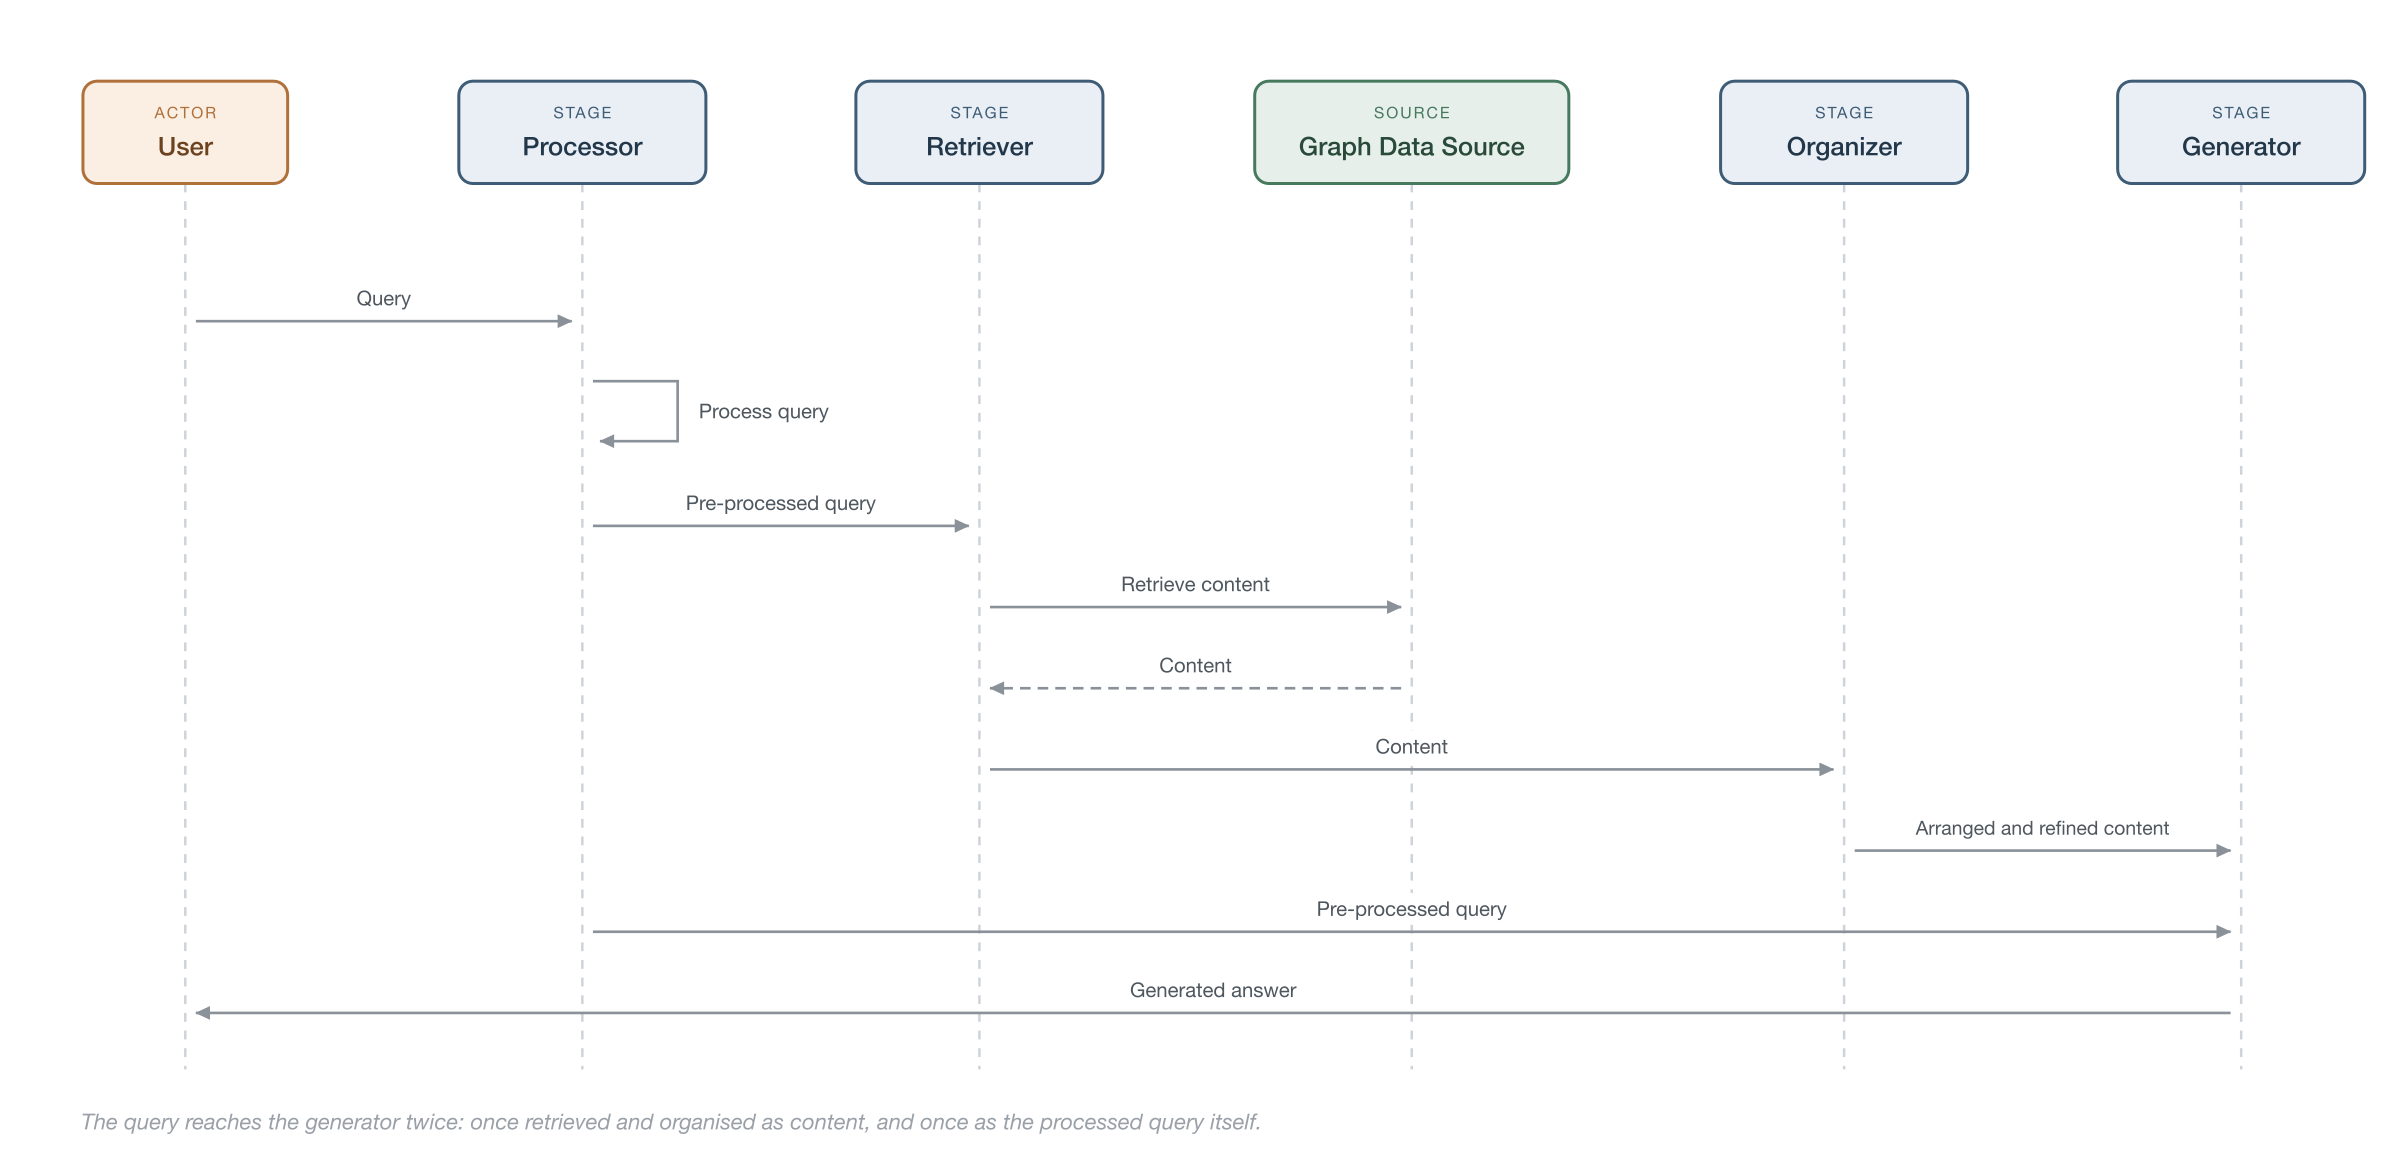 ACTOR
User
STAGE
Processor
STAGE
Retriever
SOURCE
Graph Data Source
STAGE
Organizer
STAGE
Generator
Query
Process query
Pre-processed query
Retrieve content
Content
Content
Arranged and refined content
Pre-processed query
Generated answer
The query reaches the generator twice: once retrieved and organised as content, and once as the processed query itself.